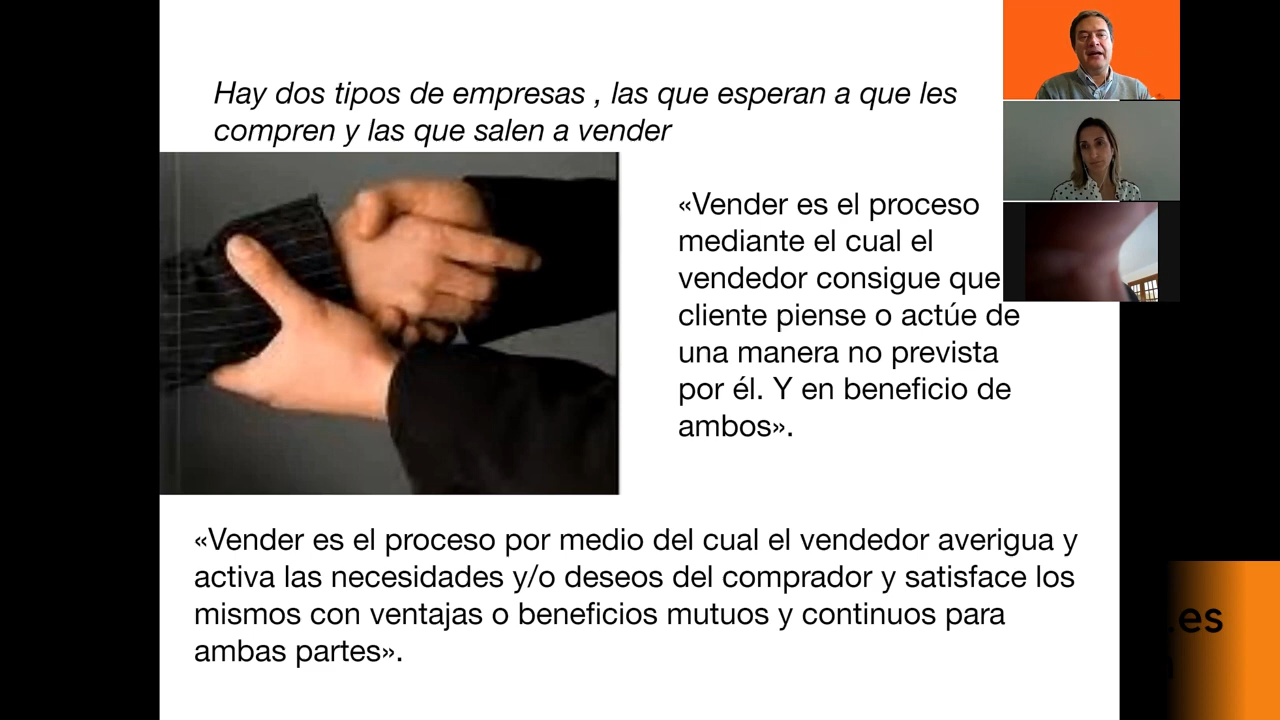 Hay dos tipos de empresas , las que esperan a que les
compren y las que salen a vender
«Vender es el proceso
mediante el cual el
vendedor consigue que
cliente piense o actúe de
una manera no prevista
por él. Y en beneficio de
ambos».
«Vender es el proceso por medio del cual el vendedor averigua y
activa las necesidades y/o deseos del comprador y satisface los
mismos con ventajas o beneficios mutuos y continuos para
ambas partes».
.es